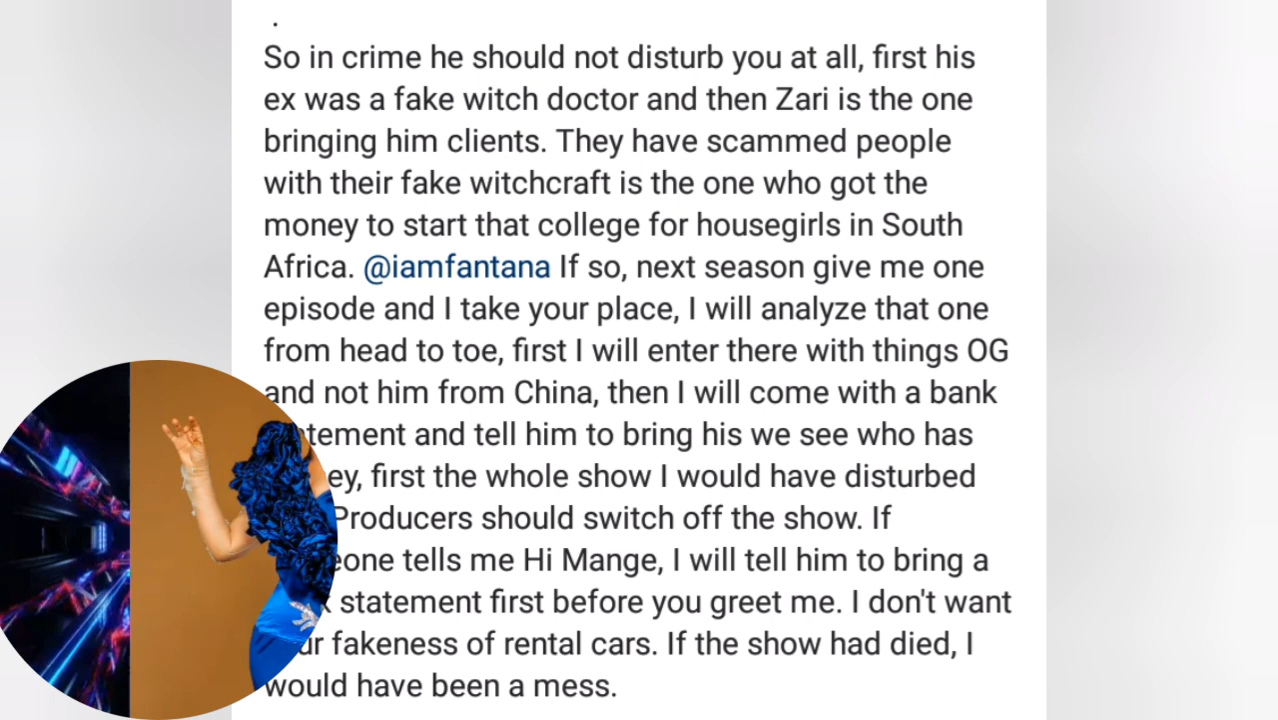 .
So in crime he should not disturb you at all, first his
ex was a fake witch doctor and then Zari is the one
bringing him clients. They have scammed people
with their fake witchcraft is the one who got the
money to start that college for housegirls in South
Africa. @iamfantana If so, next season give me one
episode and I take your place, I will analyze that one
from head to toe, first I will enter there with things OG
and not him from China, then I will come with a bank
tement and tell him to bring his we see who has
ey, first the whole show I would have disturbed
Producers should switch off the show. If
eone tells me Hi Mange, I will tell him to bring a
statement first before you greet me. I don't want
ur fakeness of rental cars. If the show had died, I
would have been a mess.